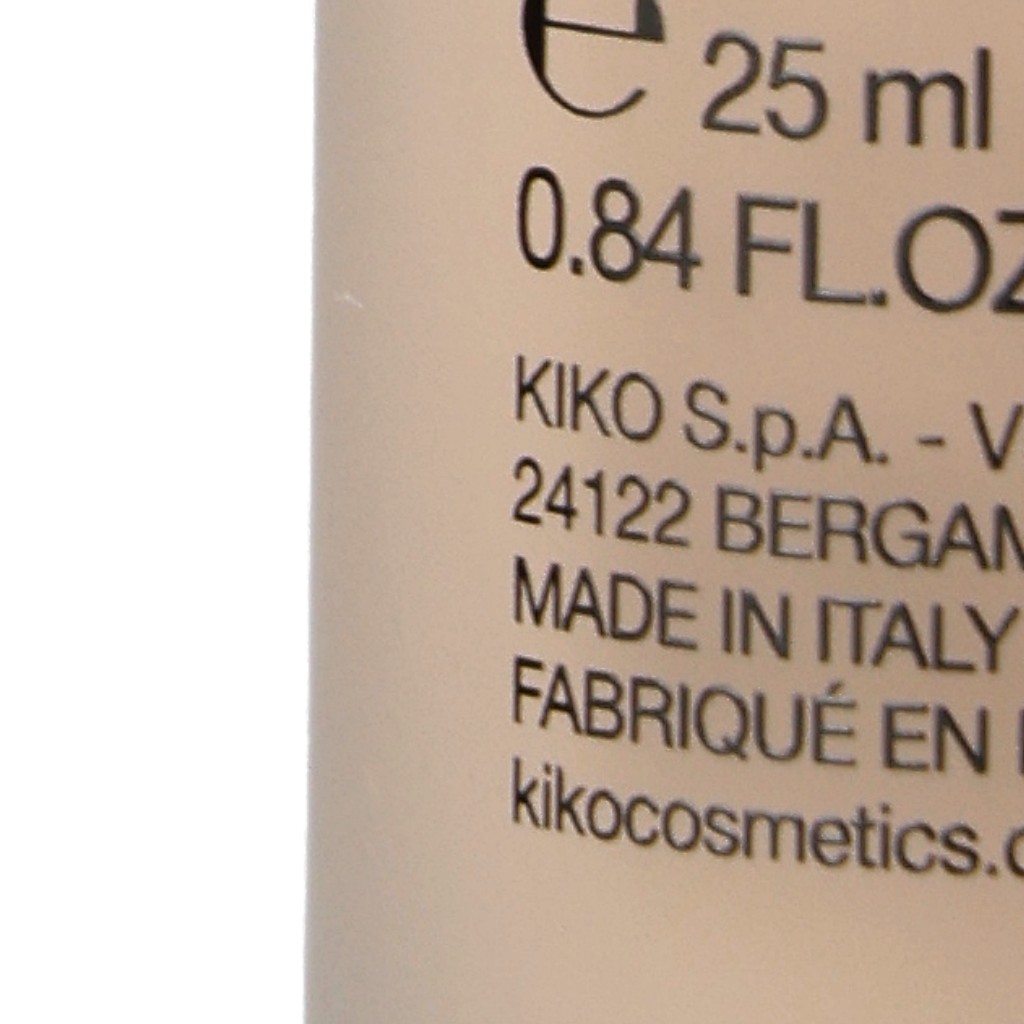 e 25 ml
0.84 FL.OZ
KIKO S.p.A. - V
24122 BERGAM
MADE IN ITALY
FABRIQUÉ EN
kikocosmetics.c